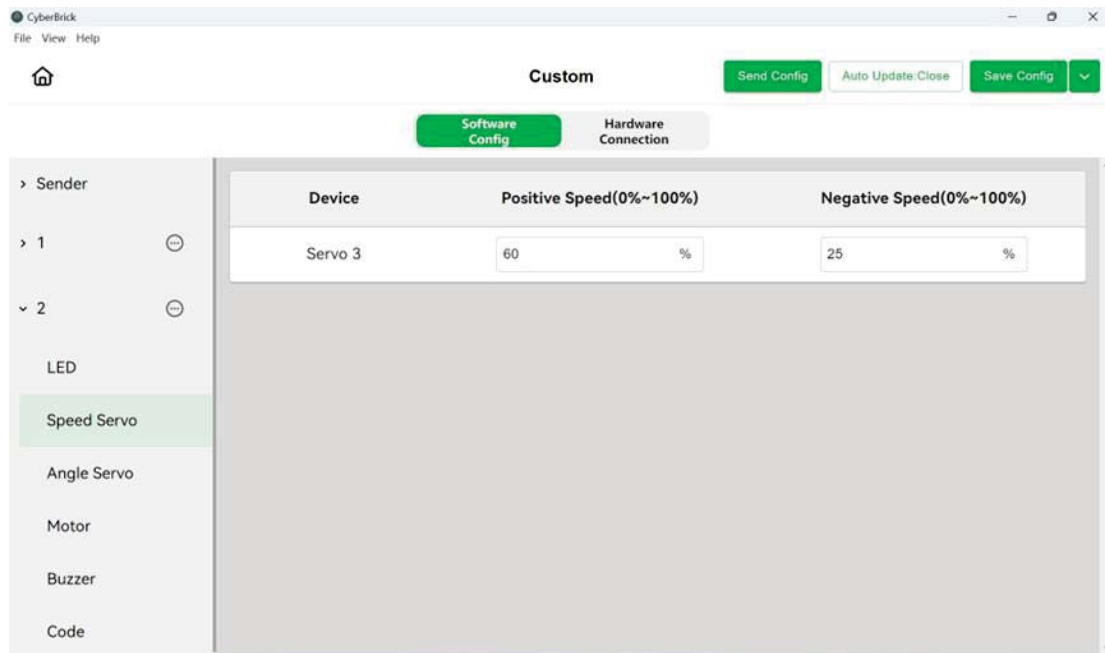 CyberBrick
File View Help
Custom
Send Config
Auto Update:Close
Save Config
Software
Config
Hardware
Connection
Sender
1
2
LED
Speed Servo
Angle Servo
Motor
Buzzer
Code
Device Positive Speed(0%~100%) Negative Speed(0%~100%)
Servo 3 60 % 25 %